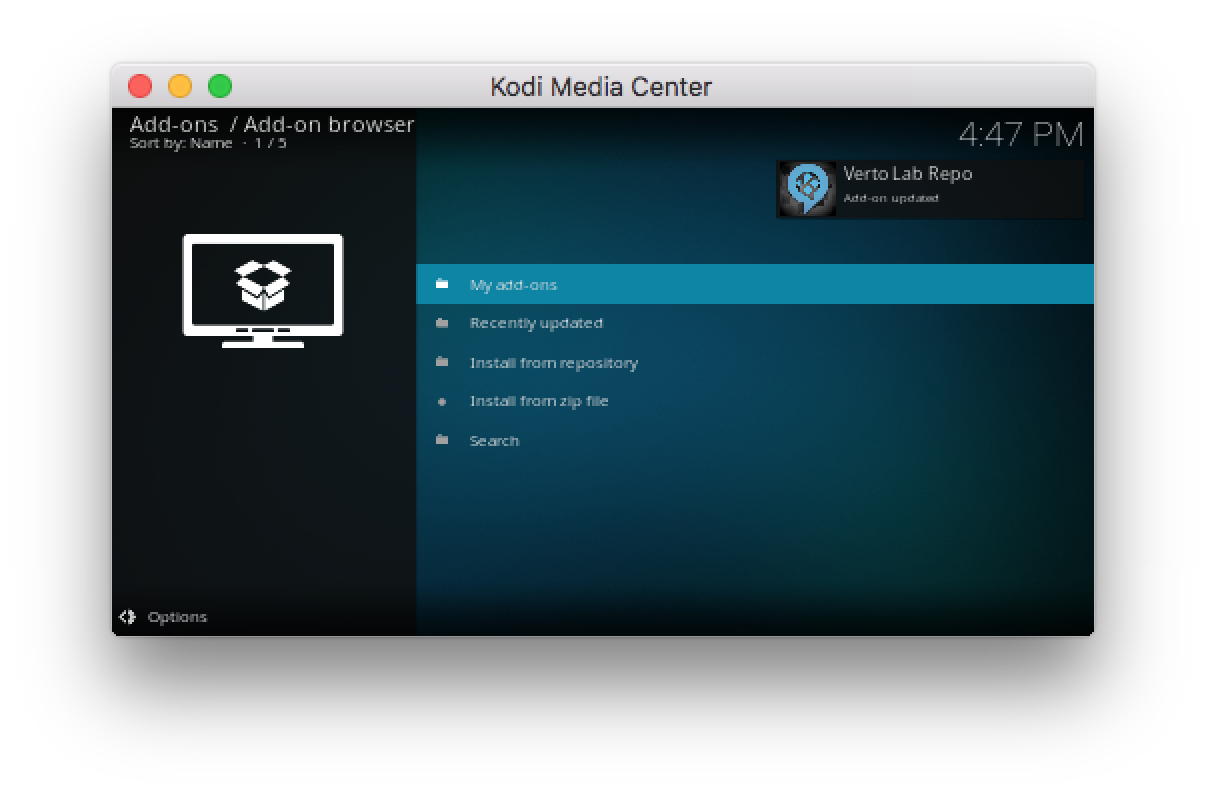 Kodi Media Center
Add-ons / Add-on browser
Sort by: Name · 1 / 5
4:47 PM
Verto Lab Repo
Add-on updated
My add-ons
Recently updated
Install from repository
Install from zip file
Search
Options